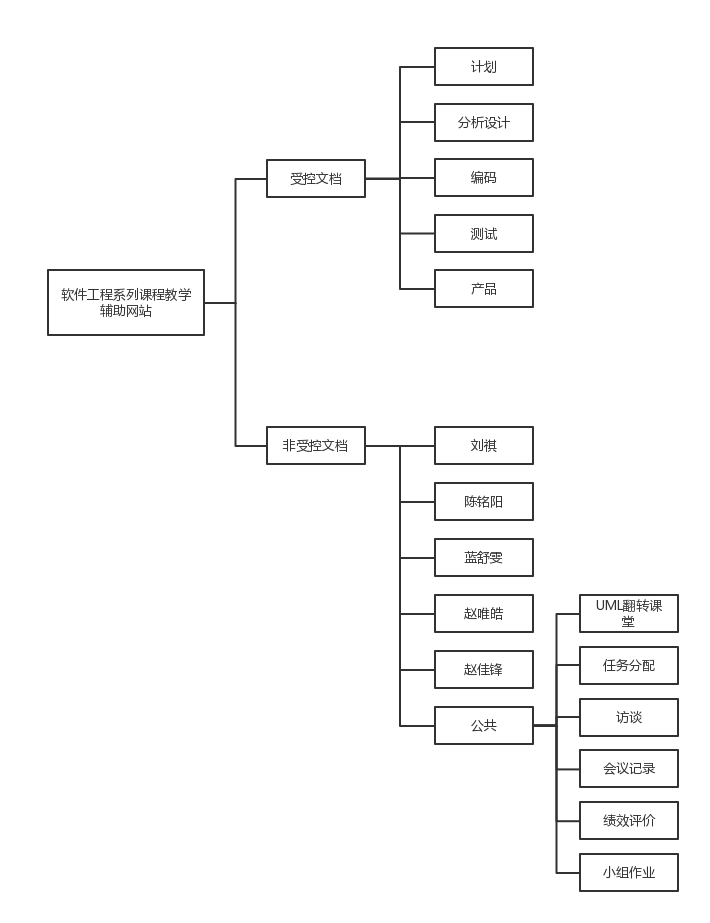 软件工程系列课程教学
辅助网站
受控文档
计划
分析设计
编码
测试
产品
非受控文档
刘祺
陈铭阳
蓝舒雯
赵唯皓
赵佳锋
公共
UML翻转课
堂
任务分配
访谈
会议记录
绩效评价
小组作业